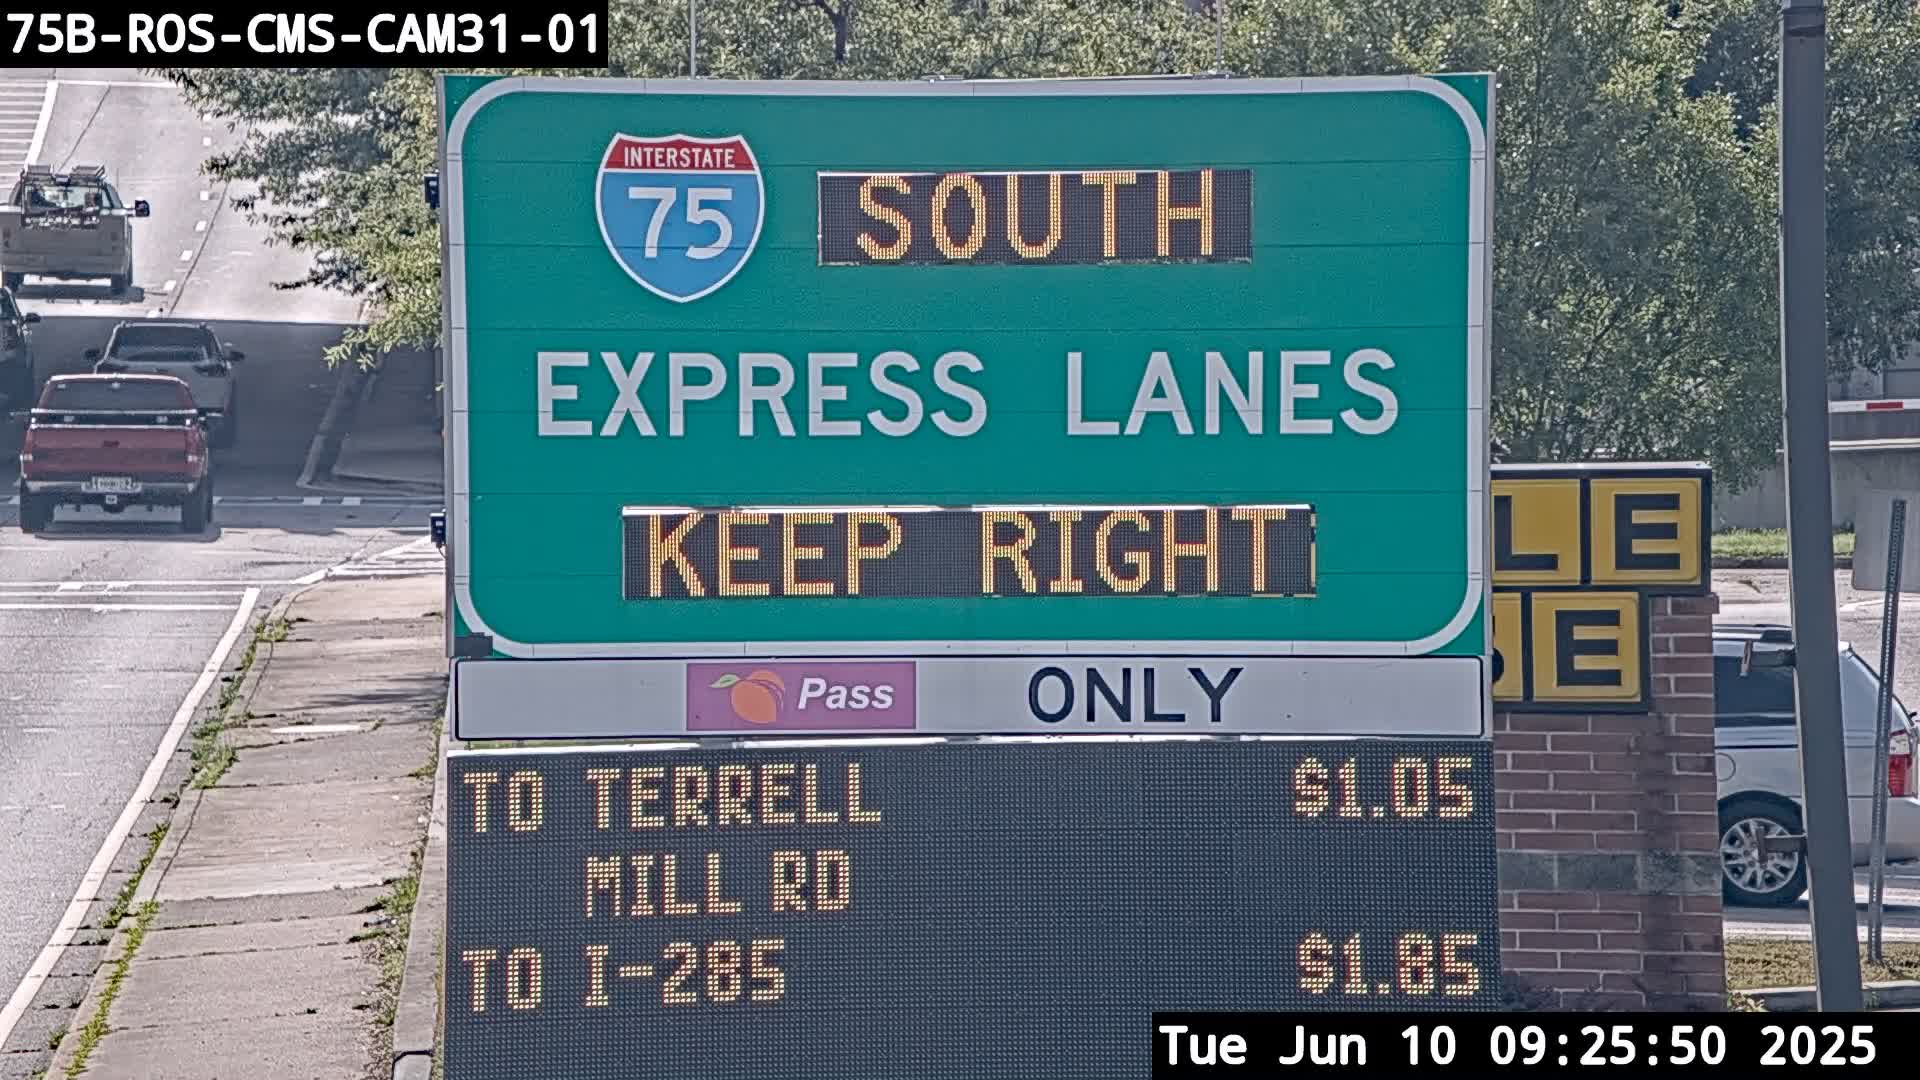 75B-ROS-CMS-CAM31-01
INTERSTATE
75
SOUTH
EXPRESS LANES
KEEP RIGHT
Pass ONLY
TO TERRELL $1.05
MILL RD
TO I-285 $1.85
LE
E
Tue Jun 10 09:25:50 2025